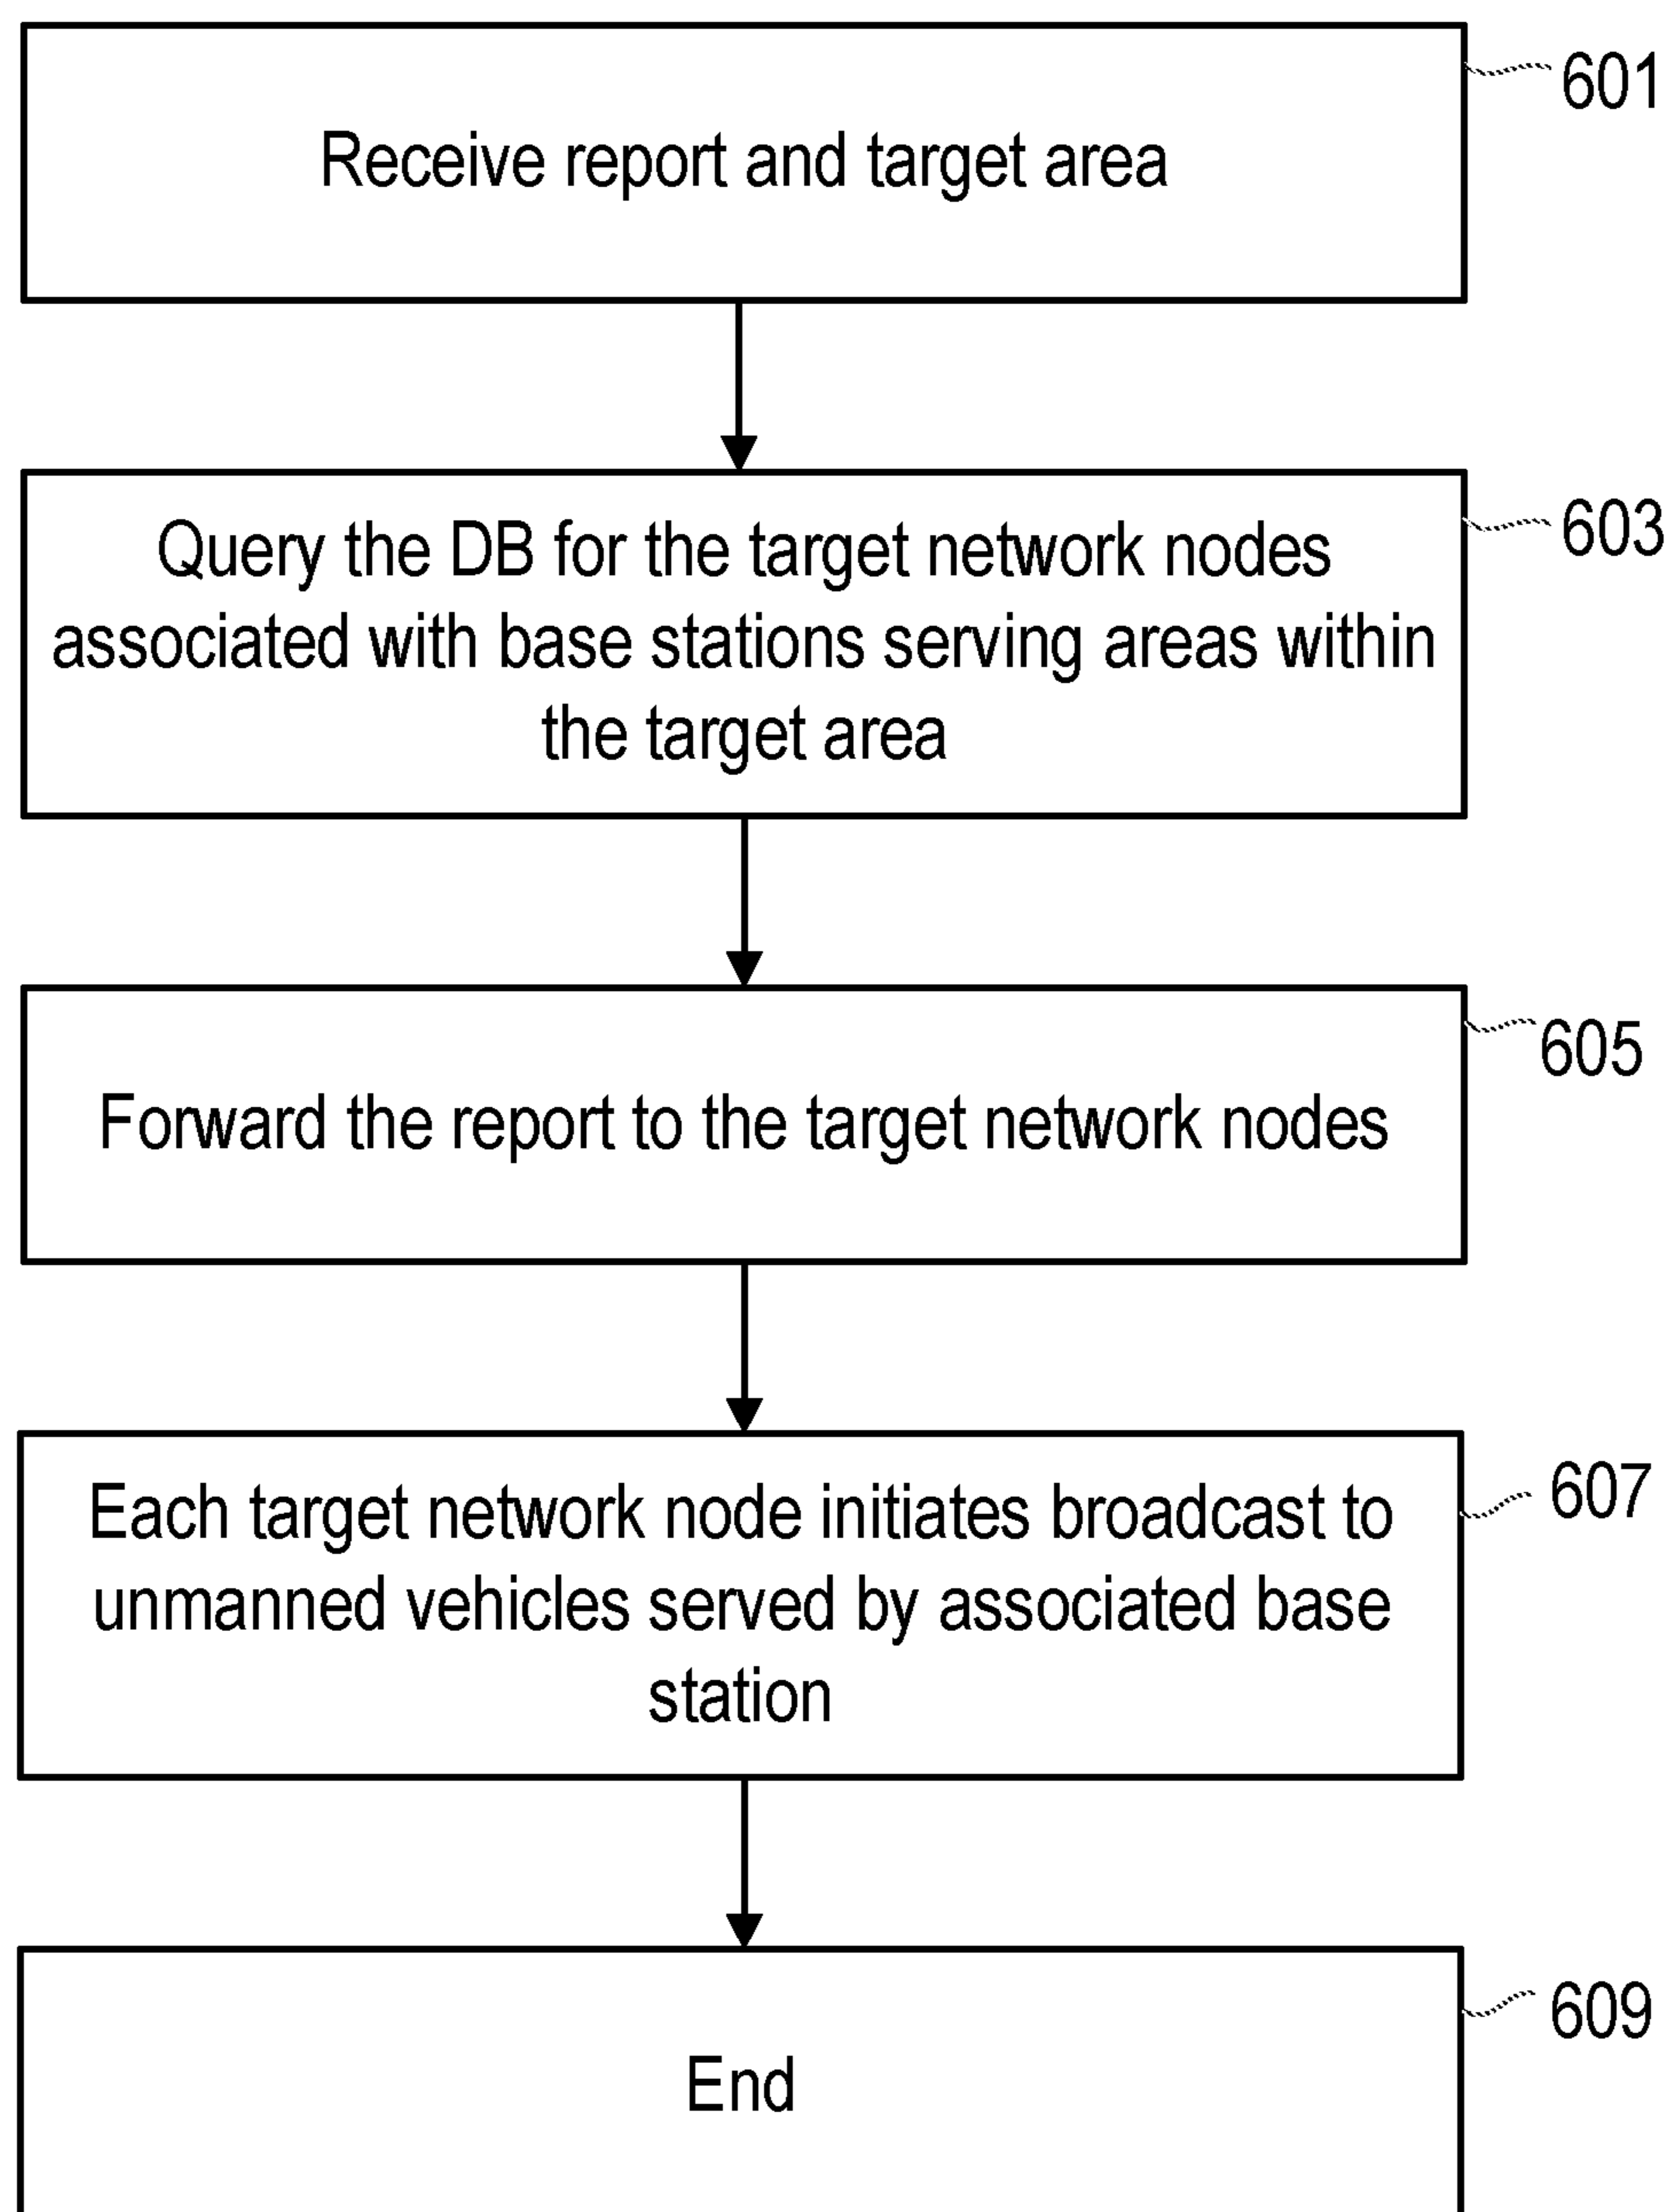 601
Receive report and target area
603
Query the DB for the target network nodes
associated with base stations serving areas within
the target area
605
Forward the report to the target network nodes
607
Each target network node initiates broadcast to
unmanned vehicles served by associated base
station
609
End